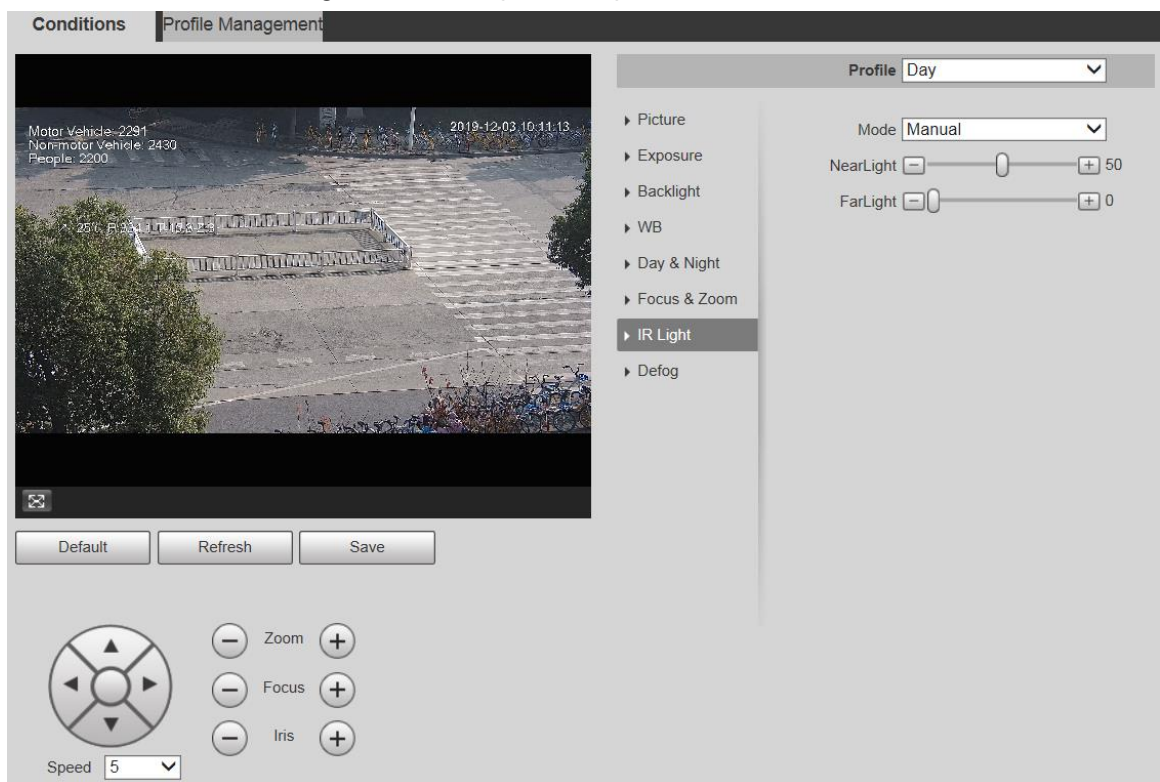 Conditions Profile Management
Profile Day
Motor Vehicle: 2291
2019-12-03 10:11:13
Non-motor Vehicle: 2430
People: 2200
Picture
Exposure
Backlight
WB
Day & Night
Focus & Zoom
IR Light
Defog
Mode Manual
NearLight 50
FarLight 0
Default Refresh Save
Zoom
Focus
Iris
Speed 5